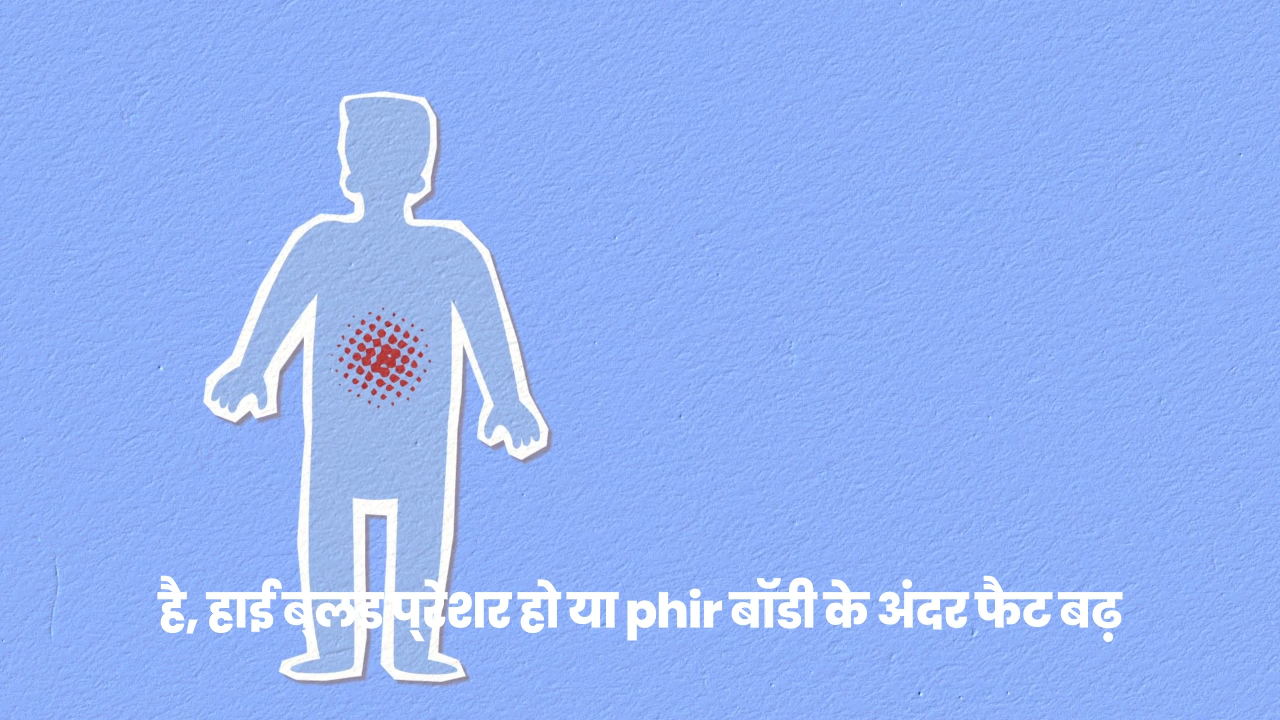 है, हाई ब्लड प्रेशर हो या phir बॉडी के अंदर फैट बढ़